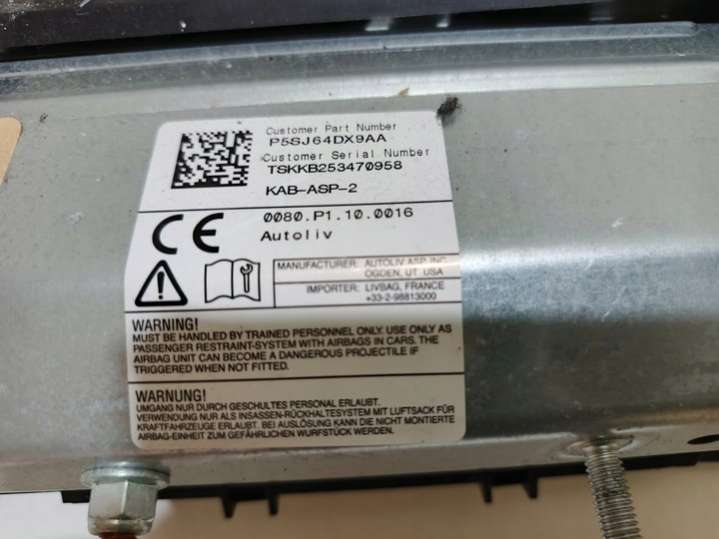 Customer Part Number
P5SJ64DX9AA
Customer Serial Number
TSKKB253470958
KAB-ASP-2
CE
0080.P1.10.0016
Autoliv
MANUFACTURER: AUTOLIV ASP, INC.
OGDEN, UT. USA
IMPORTER: LIVBAG, FRANCE
+33-2-98813000
WARNING!
MUST BE HANDLED BY TRAINED PERSONNEL ONLY. USE ONLY AS
PASSENGER RESTRAINT-SYSTEM WITH AIRBAGS IN CARS. THE
AIRBAG UNIT CAN BECOME A DANGEROUS PROJECTILE IF
TRIGGERED WHEN NOT FITTED.
WARNUNG!
UMGANG NUR DURCH GESCHULTES PERSONAL ERLAUBT.
VERWENDUNG NUR ALS INSASSEN-RÜCKHALTESYSTEM MIT LUFTSACK FÜR
KRAFTFAHRZEUGE ERLAUBT. BEI AUSLÖSUNG KANN DIE NICHT MONTIERTE
AIRBAG-EINHEIT ZUM GEFÄHRLICHEN WURFSTÜCK WERDEN.